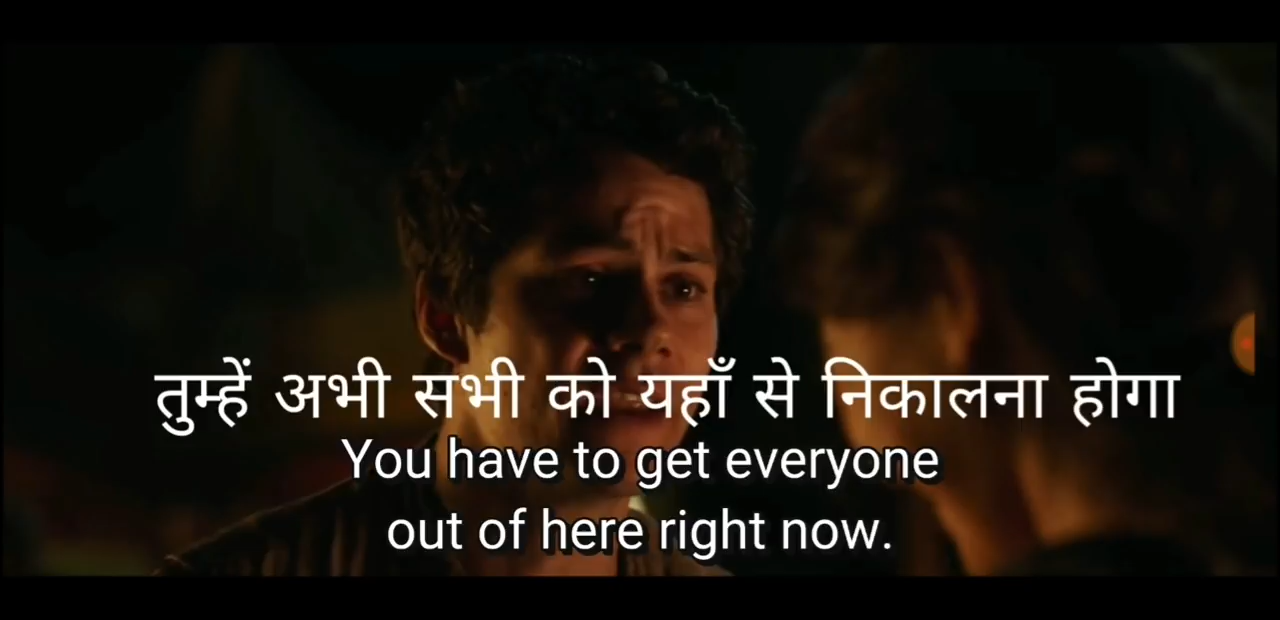 तुम्हें अभी सभी को यहाँ से निकालना होगा
You have to get everyone
out of here right now.